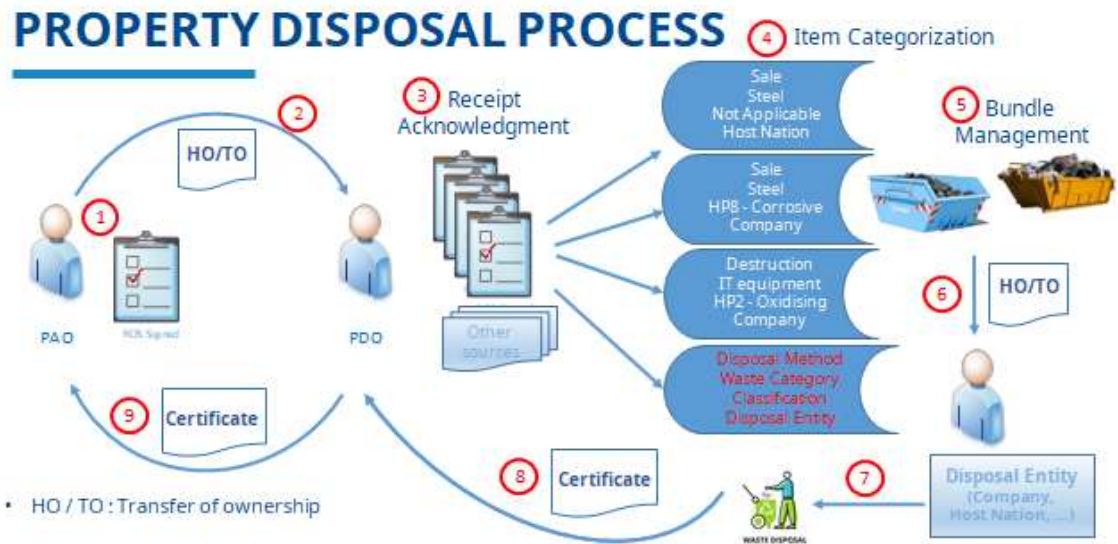 PROPERTY DISPOSAL PROCESS
4 Item Categorization
2
HO/TO
3 Receipt
Acknowledgment
Sale
Steel
Not Applicable
Host Nation
5 Bundle
Management
1
Sale
Steel
HP8 - Corrosive
Company
PAO
PDO
Other
sources
Destruction
IT equipment
HP2 - Oxidising
Company
6
HO/TO
Disposal Method
Waste Category
Classification
Disposal Entity
9
Certificate
8
Certificate
7
Disposal Entity
(Company,
Host Nation, ...)
WASTE DISPOSAL
• HO / TO : Transfer of ownership